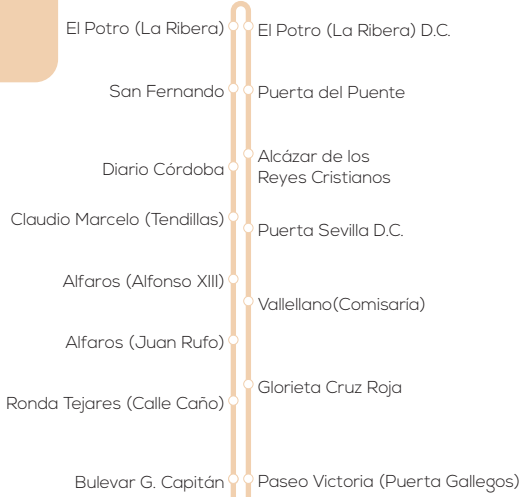 El Potro (La Ribera)
El Potro (La Ribera) D.C.
San Fernando
Puerta del Puente
Alcázar de los
Reyes Cristianos
Diario Córdoba
Claudio Marcelo (Tendillas)
Puerta Sevilla D.C.
Alfaros (Alfonso XIII)
Vallellano(Comisaría)
Alfaros (Juan Rufo)
Glorieta Cruz Roja
Ronda Tejares (Calle Caño)
Bulevar G. Capitán
Paseo Victoria (Puerta Gallegos)